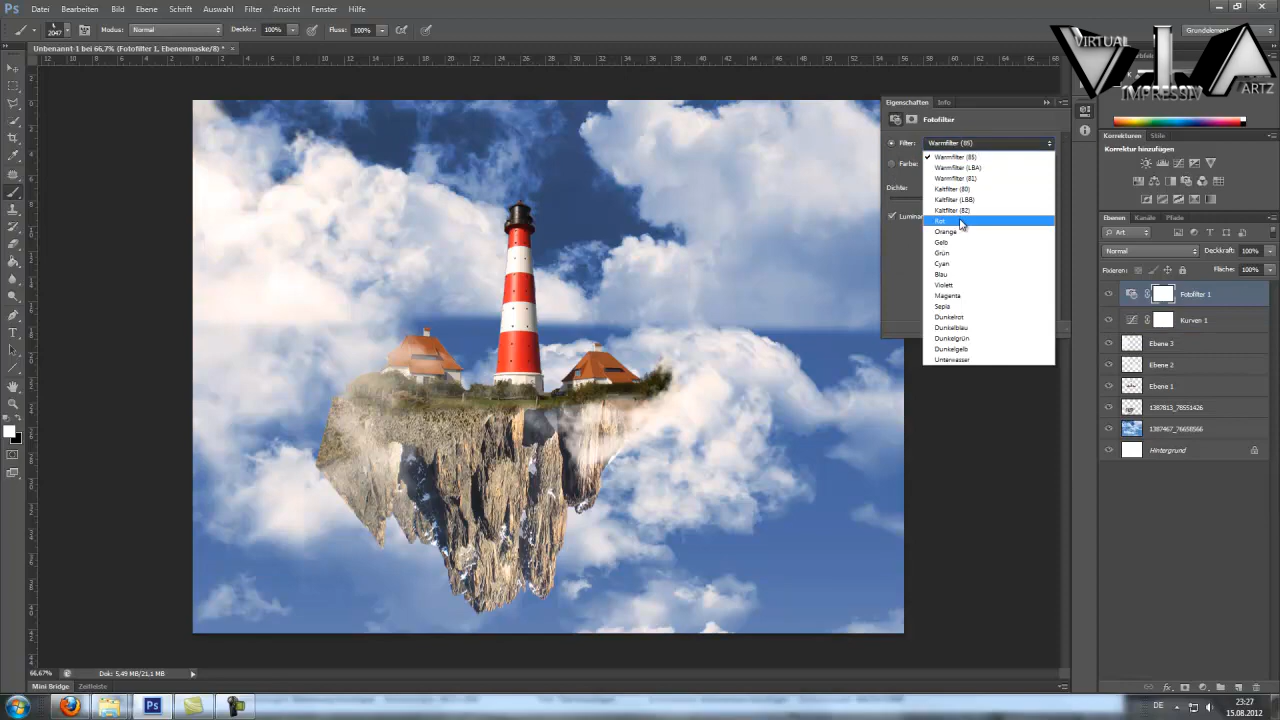 Ps Datei Bearbeiten Bild Ebene Schrift Auswahl Filter Ansicht Fenster Hilfe
2047 Modus: Normal Deckkr.: 100% Fluss: 100% Grundelemente
VIRTUAL
VIA
IMPRESSIV ARTZ
Unbenannt-1 bei 66,7% (Fotofilter 1, Ebenenmaske/8) *
Eigenschaften Info
Fotofilter
Filter: Warmfilter (85)
Farbe:
Dichte:
Luminan
Warmfilter (85)
Warmfilter (LBA)
Warmfilter (81)
Kaltfilter (80)
Kaltfilter (LBB)
Kaltfilter (82)
Rot
Orange
Gelb
Grün
Cyan
Blau
Violett
Magenta
Sepia
Dunkelrot
Dunkelblau
Dunkelgrün
Dunkelgelb
Unterwasser
Korrekturen Stile
Korrektur hinzufügen
Ebenen Kanäle Pfade
Art
Normal Deckkraft: 100%
Fixieren: Fläche: 100%
Fotofilter 1
Kurven 1
Ebene 3
Ebene 2
Ebene 1
1387813_78551426
1387467_76658566
Hintergrund
66,67% Dok: 5,49 MB/21,1 MB
Mini Bridge Zeitleiste
Ps DE 23:27
15.08.2012